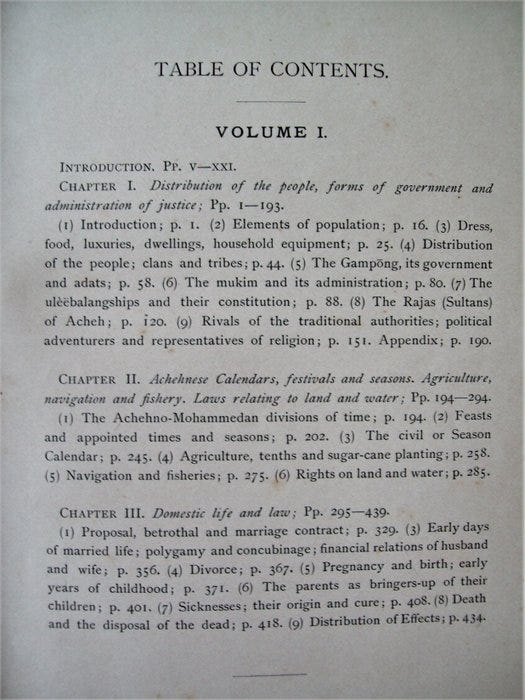 TABLE OF CONTENTS.
VOLUME I.
INTRODUCTION. PP. V—XXI.
CHAPTER I. Distribution of the people, forms of government and
administration of justice; Pp. 1—193.
(1) Introduction; p. 1. (2) Elements of population; p. 16. (3) Dress,
food, luxuries, dwellings, household equipment; p. 25. (4) Distribution
of the people; clans and tribes; p. 44. (5) The Gampōng, its government
and adats; p. 58. (6) The mukim and its administration; p. 80. (7) The
ulèëbalangships and their constitution; p. 88. (8) The Rajas (Sultans)
of Acheh; p. 120. (9) Rivals of the traditional authorities; political
adventurers and representatives of religion; p. 151. Appendix; p. 190.
CHAPTER II. Achehnese Calendars, festivals and seasons. Agriculture,
navigation and fishery. Laws relating to land and water; Pp. 194—294.
(1) The Achehno-Mohammedan divisions of time; p. 194. (2) Feasts
and appointed times and seasons; p. 202. (3) The civil or Season
Calendar; p. 245. (4) Agriculture, tenths and sugar-cane planting; p. 258.
(5) Navigation and fisheries; p. 275. (6) Rights on land and water; p. 285.
CHAPTER III. Domestic life and law; Pp. 295—439.
(1) Proposal, betrothal and marriage contract; p. 329. (3) Early days
of married life; polygamy and concubinage; financial relations of husband
and wife; p. 356. (4) Divorce; p. 367. (5) Pregnancy and birth; early
years of childhood; p. 371. (6) The parents as bringers-up of their
children; p. 401. (7) Sicknesses; their origin and cure; p. 408. (8) Death
and the disposal of the dead; p. 418. (9) Distribution of Effects; p. 434.